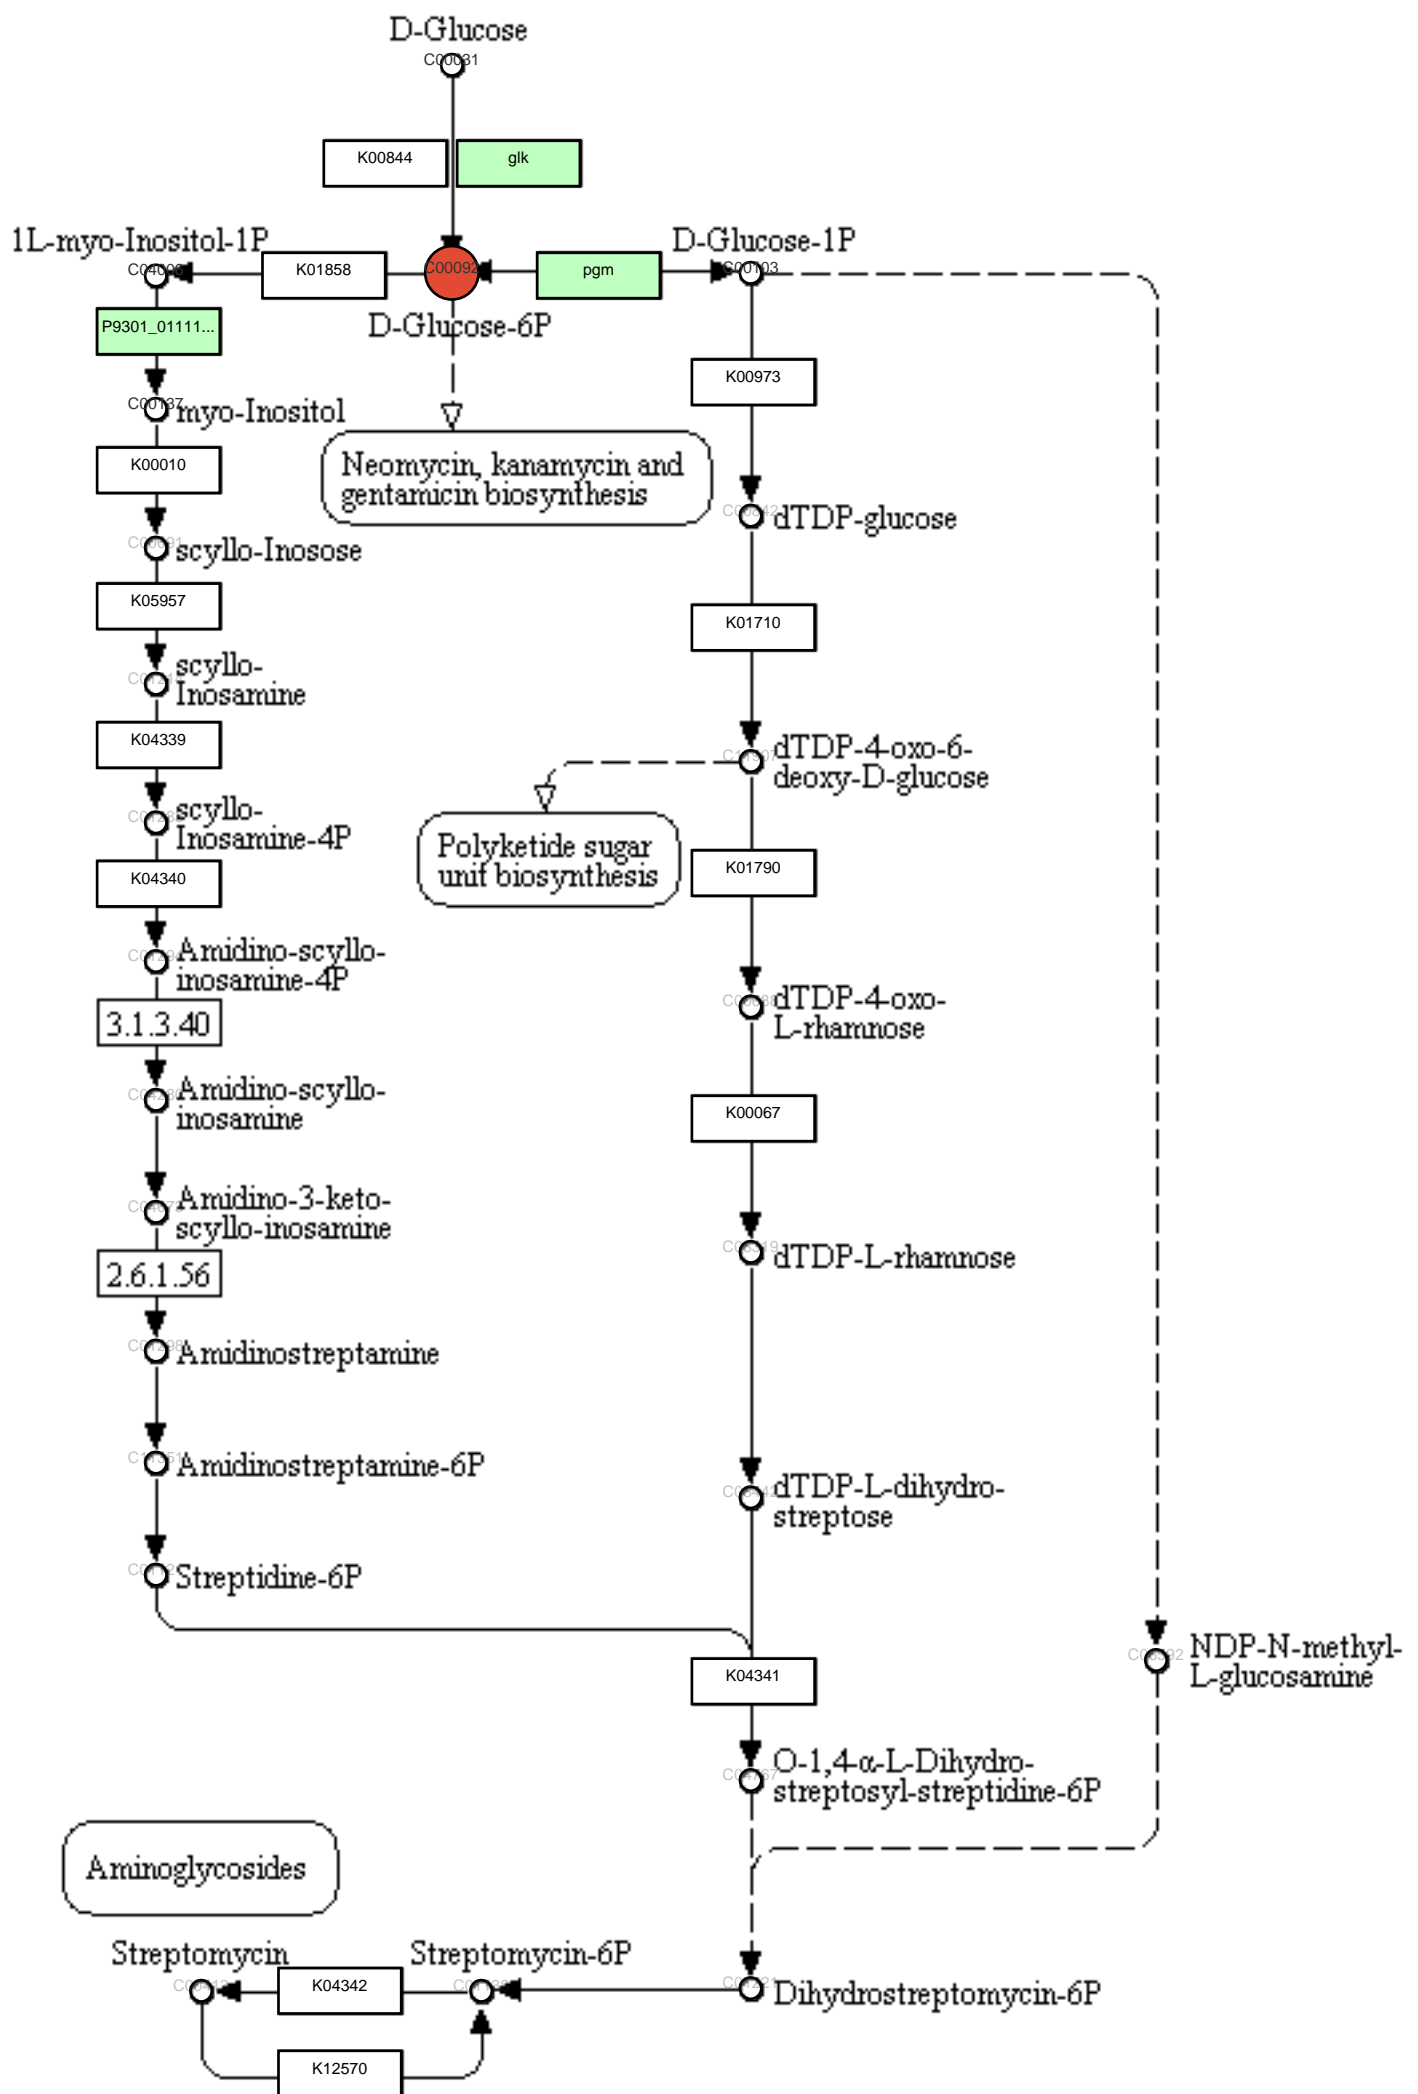 D-Glucose
C00031
K00844
glk
1L-myo-Inositol-1P
D-Glucose-1P
K01858
C00092
pgm
C00103
D-Glucose-6P
P9301_01111...
K00973
C00137
myo-Inositol
K00010
Neomycin, kanamycin and
gentamicin biosynthesis
dTDP-glucose
scyllo-Inosose
K05957
K01710
scyllo-
Inosamine
K04339
dTDP-4-oxo-6-
deoxy-D-glucose
scyllo-
Inosamine-4P
Polyketide sugar
unit biosynthesis
K01790
K04340
Amidino-scyllo-
inosamine-4P
dTDP-4-oxo-
L-rhamnose
3.1.3.40
Amidino-scyllo-
inosamine
K00067
Amidino-3-keto-
scyllo-inosamine
dTDP-L-rhamnose
2.6.1.56
Amidinostreptamine
Amidinostreptamine-6P
dTDP-L-dihydro-
streptose
Streptidine-6P
NDP-N-methyl-
L-glucosamine
K04341
O-1,4-α-L-Dihydro-
streptosyl-streptidine-6P
Aminoglycosides
Streptomycin
Streptomycin-6P
K04342
Dihydrostreptomycin-6P
K12570